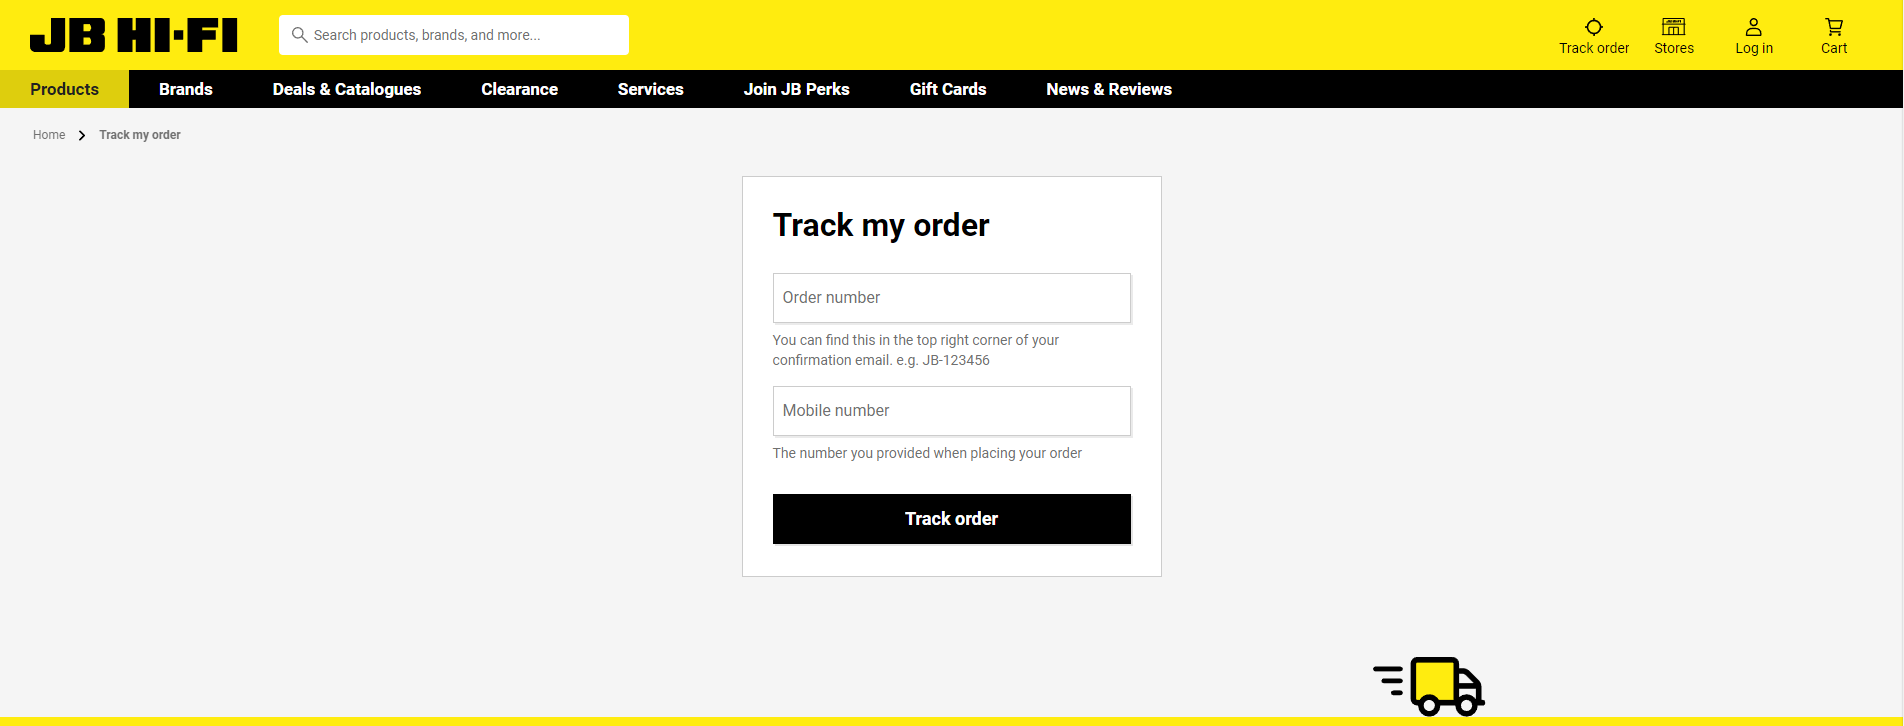 JB HI-FI
Search products, brands, and more...
Track order
Stores
Log in
Cart
Products
Brands
Deals & Catalogues
Clearance
Services
Join JB Perks
Gift Cards
News & Reviews
Home
Track my order
Track my order
Order number
You can find this in the top right corner of your
confirmation email. e.g. JB-123456
Mobile number
The number you provided when placing your order
Track order